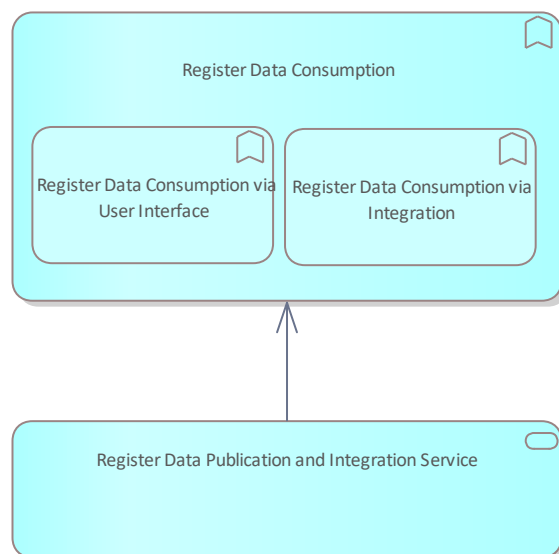 Register Data Consumption
Register Data Consumption via
User Interface
Register Data Consumption via
Integration
Register Data Publication and Integration Service